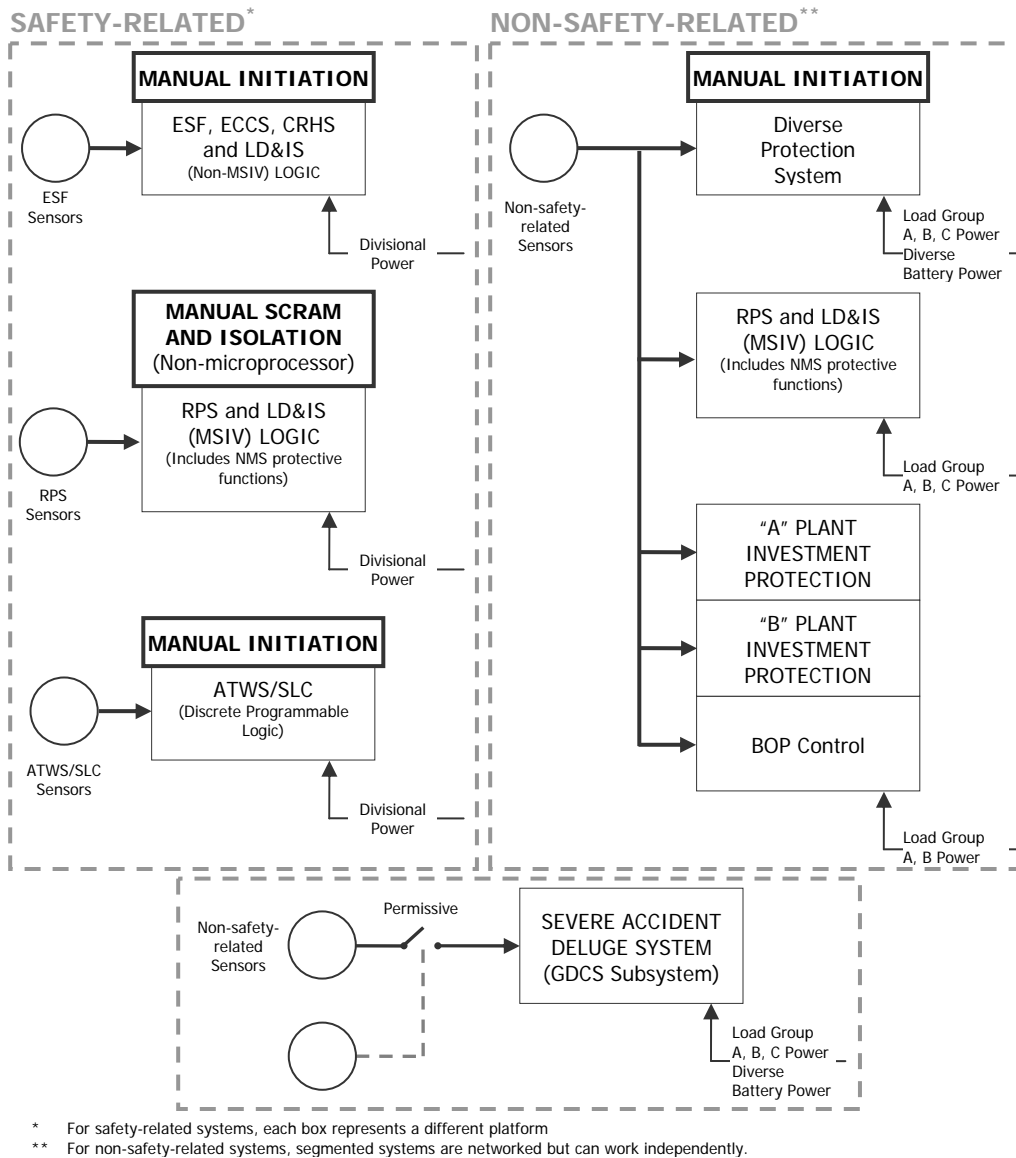 SAFETY-RELATED*
MANUAL INITIATION
ESF, ECCS, CRHS
and LD&IS
(Non-MSIV) LOGIC
ESF
Sensors
Divisional
Power
MANUAL SCRAM
AND ISOLATION
(Non-microprocessor)
RPS and LD&IS
(MSIV) LOGIC
(Includes NMS protective
functions)
RPS
Sensors
Divisional
Power
MANUAL INITIATION
ATWS/SLC
(Discrete Programmable
Logic)
ATWS/SLC
Sensors
Divisional
Power
NON-SAFETY-RELATED**
MANUAL INITIATION
Diverse
Protection
System
Non-safety-
related
Sensors
Load Group
A, B, C Power
Diverse
Battery Power
RPS and LD&IS
(MSIV) LOGIC
(Includes NMS protective
functions)
Load Group
A, B, C Power
"A" PLANT
INVESTMENT
PROTECTION
"B" PLANT
INVESTMENT
PROTECTION
BOP Control
Load Group
A, B Power
Non-safety-
related
Sensors
Permissive
SEVERE ACCIDENT
DELUGE SYSTEM
(GDCS Subsystem)
Load Group
A, B, C Power
Diverse
Battery Power
* For safety-related systems, each box represents a different platform
** For non-safety-related systems, segmented systems are networked but can work independently.